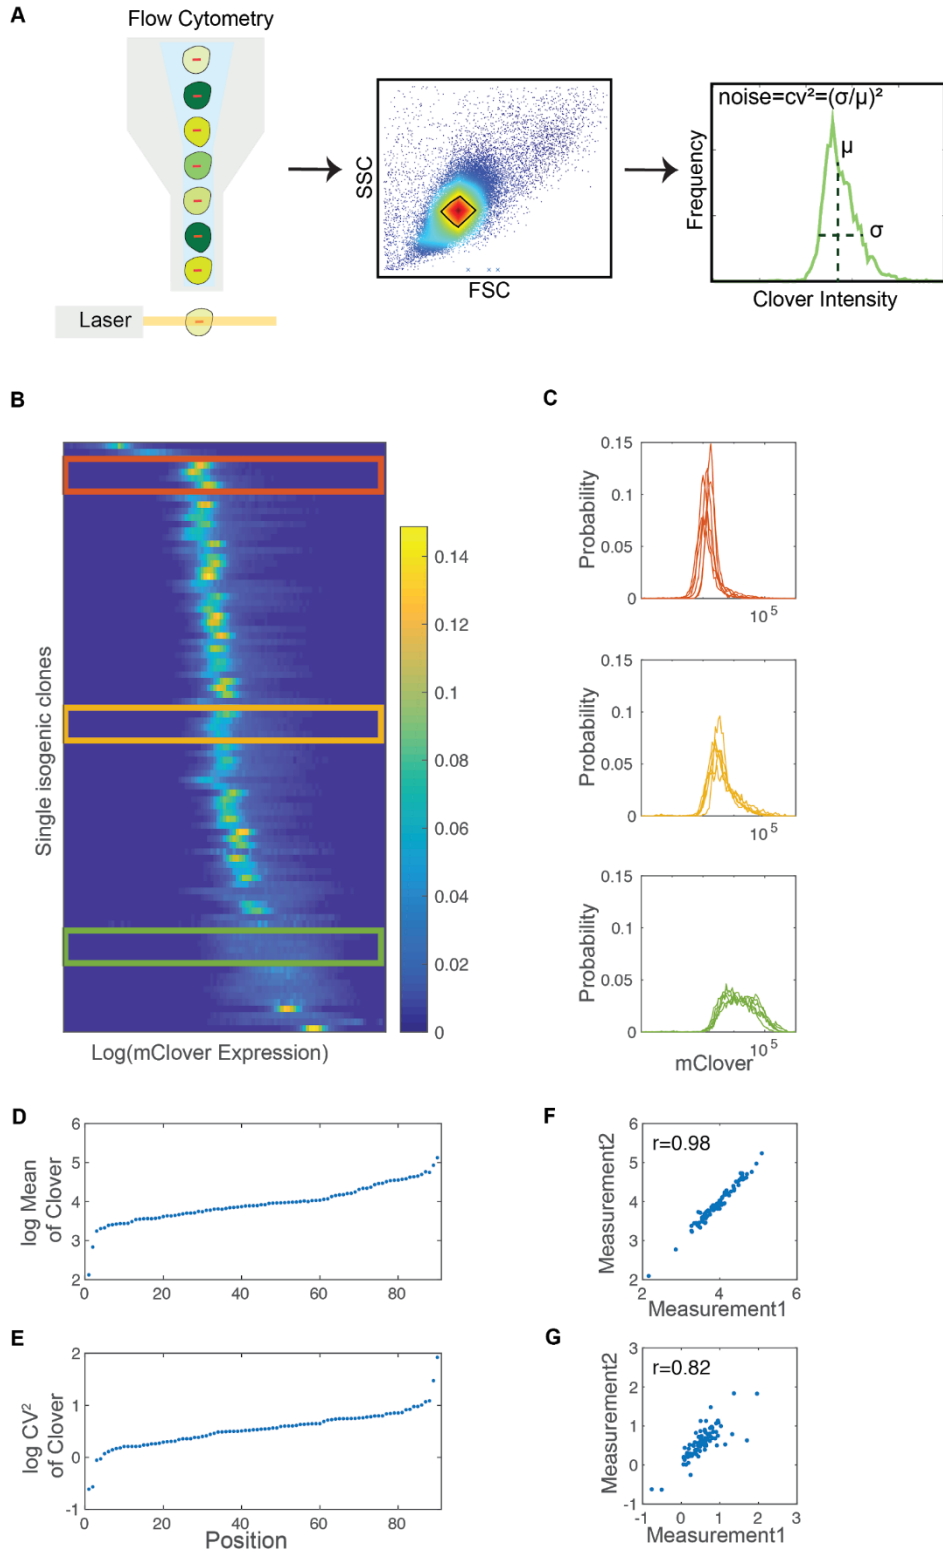 A
Flow Cytometry
Laser
SSC
FSC
noise=cv²=(σ/μ)²
μ
σ
Frequency
Clover Intensity
B
Single isogenic clones
Log(mClover Expression)
0.14
0.12
0.1
0.08
0.06
0.04
0.02
0
C
Probability
0.15
0.1
0.05
0
10⁵
Probability
0.15
0.1
0.05
0
10⁵
Probability
0.15
0.1
0.05
0
10⁵
mClover
D
log Mean
of Clover
6
5
4
3
2
0 20 40 60 80
E
log CV²
of Clover
2
1
0
-1
0 20 40 60 80
Position
F
Measurement2
r=0.98
6
5
4
3
2
2 4 6
Measurement1
G
Measurement2
r=0.82
3
2
1
0
-1
-1 0 1 2 3
Measurement1